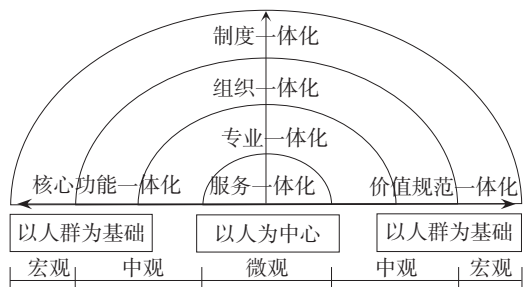 制度一体化
组织一体化
专业一体化
核心功能一体化 服务一体化 价值规范一体化
以人群为基础 以人为中心 以人群为基础
宏观 中观 微观 中观 宏观